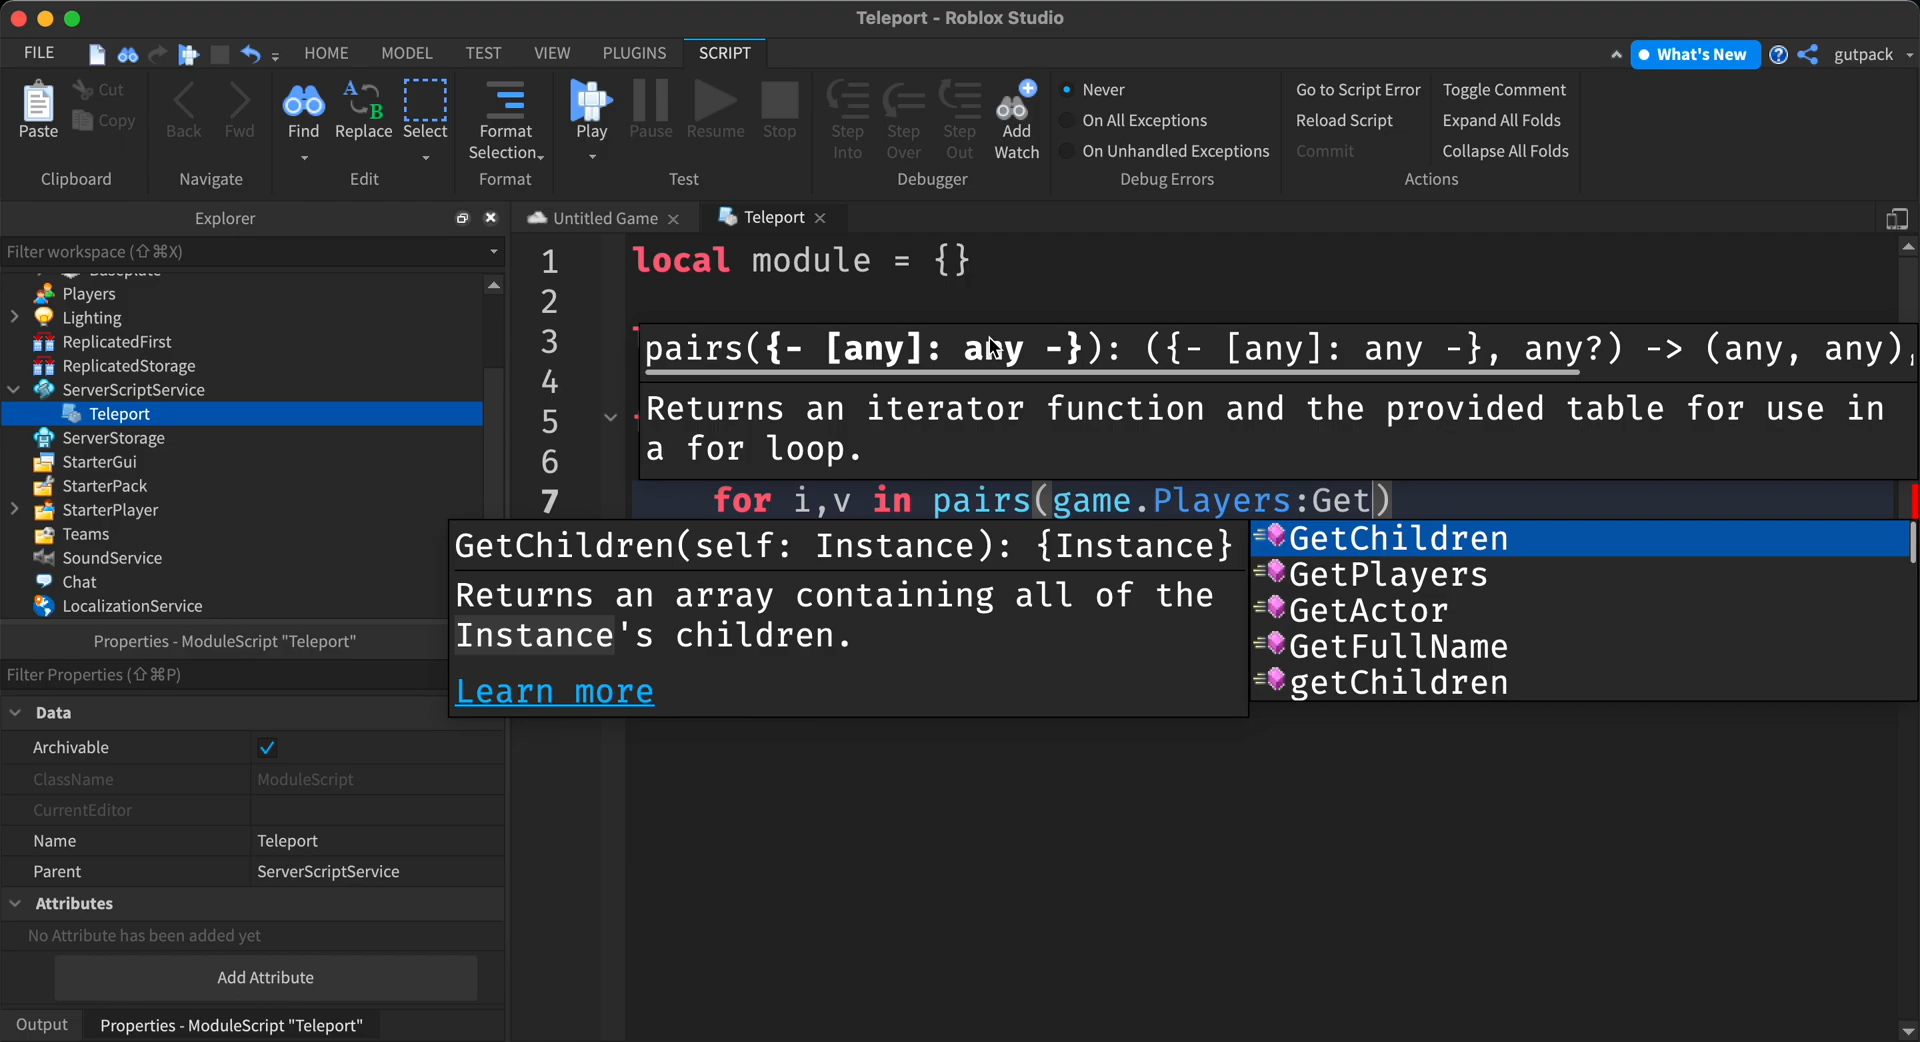 Teleport - Roblox Studio
FILE HOME MODEL TEST VIEW PLUGINS SCRIPT What's New gutpack
Paste Cut Copy
Clipboard
Back Fwd
Navigate
Find Replace Select
Edit
Format Selection
Format
Play Pause Resume Stop
Test
Step Into Step Over Step Out Add Watch
Debugger
Never
On All Exceptions
On Unhandled Exceptions
Debug Errors
Go to Script Error Toggle Comment
Reload Script Expand All Folds
Commit Collapse All Folds
Actions
Explorer
Filter workspace (⇧⌘X)
Baseplate
Players
Lighting
ReplicatedFirst
ReplicatedStorage
ServerScriptService
Teleport
ServerStorage
StarterGui
StarterPack
StarterPlayer
Teams
SoundService
Chat
LocalizationService
Properties - ModuleScript "Teleport"
Filter Properties (⇧⌘P)
Data
Archivable
ClassName ModuleScript
CurrentEditor
Name Teleport
Parent ServerScriptService
Attributes
No Attribute has been added yet
Add Attribute
Output Properties - ModuleScript "Teleport"
Untitled Game Teleport
1 local module = {}
2
3
4
5
6
pairs({- [any]: any -}): ({- [any]: any -}, any?) -> (any, any),
Returns an iterator function and the provided table for use in
a for loop.
7 for i,v in pairs(game.Players:Get)
GetChildren(self: Instance): {Instance}
Returns an array containing all of the
Instance's children.
Learn more
GetChildren
GetPlayers
GetActor
GetFullName
getChildren